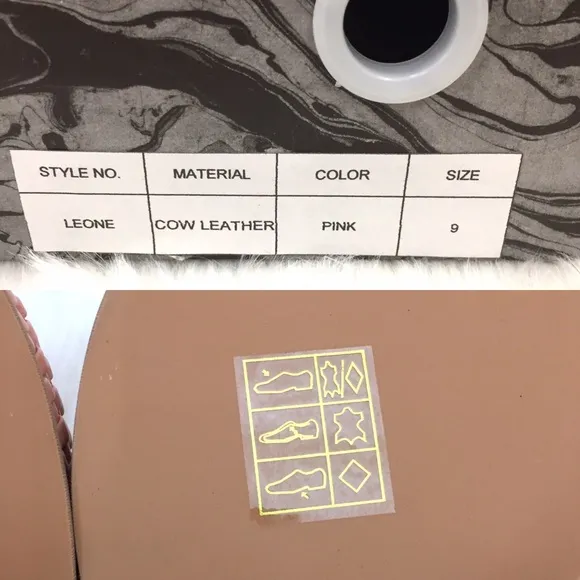 STYLE NO. MATERIAL COLOR SIZE
LEONE COW LEATHER PINK 9